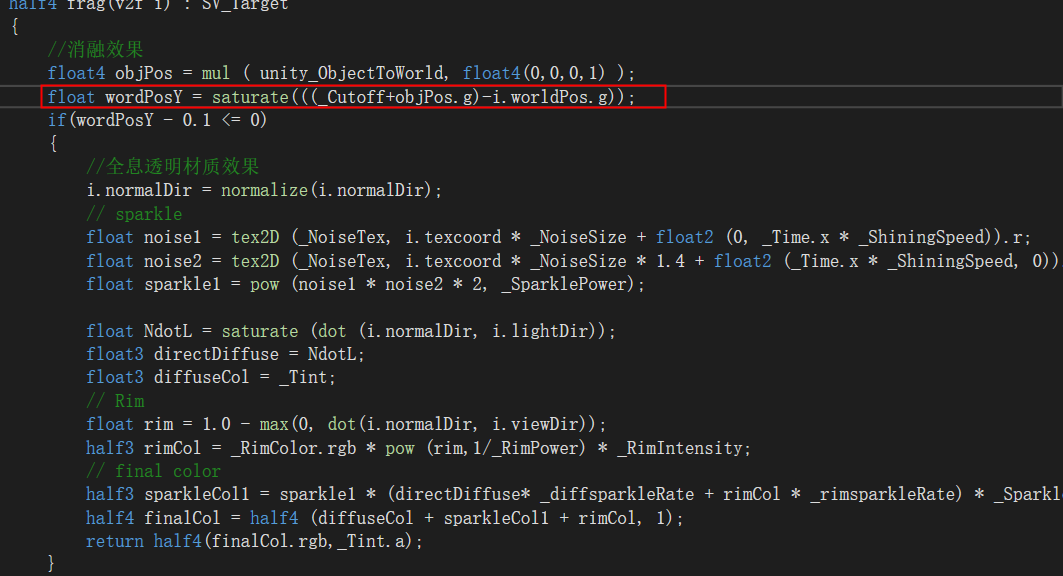 half4 frag(v2f i) : SV_Target
{
//消融效果
float4 objPos = mul ( unity_ObjectToWorld, float4(0,0,0,1) );
float wordPosY = saturate(((_Cutoff+objPos.g)-i.worldPos.g));
if(wordPosY - 0.1 <= 0)
{
//全息透明材质效果
i.normalDir = normalize(i.normalDir);
// sparkle
float noise1 = tex2D (_NoiseTex, i.texcoord * _NoiseSize + float2 (0, _Time.x * _ShiningSpeed)).r;
float noise2 = tex2D (_NoiseTex, i.texcoord * _NoiseSize * 1.4 + float2 (_Time.x * _ShiningSpeed, 0))
float sparkle1 = pow (noise1 * noise2 * 2, _SparklePower);
float NdotL = saturate (dot (i.normalDir, i.lightDir));
float3 directDiffuse = NdotL;
float3 diffuseCol = _Tint;
// Rim
float rim = 1.0 - max(0, dot(i.normalDir, i.viewDir));
half3 rimCol = _RimColor.rgb * pow (rim,1/_RimPower) * _RimIntensity;
// final color
half3 sparkleCol1 = sparkle1 * (directDiffuse* _diffsparkleRate + rimCol * _rimsparkleRate) * _Sparkl
half4 finalCol = half4 (diffuseCol + sparkleCol1 + rimCol, 1);
return half4(finalCol.rgb,_Tint.a);
}